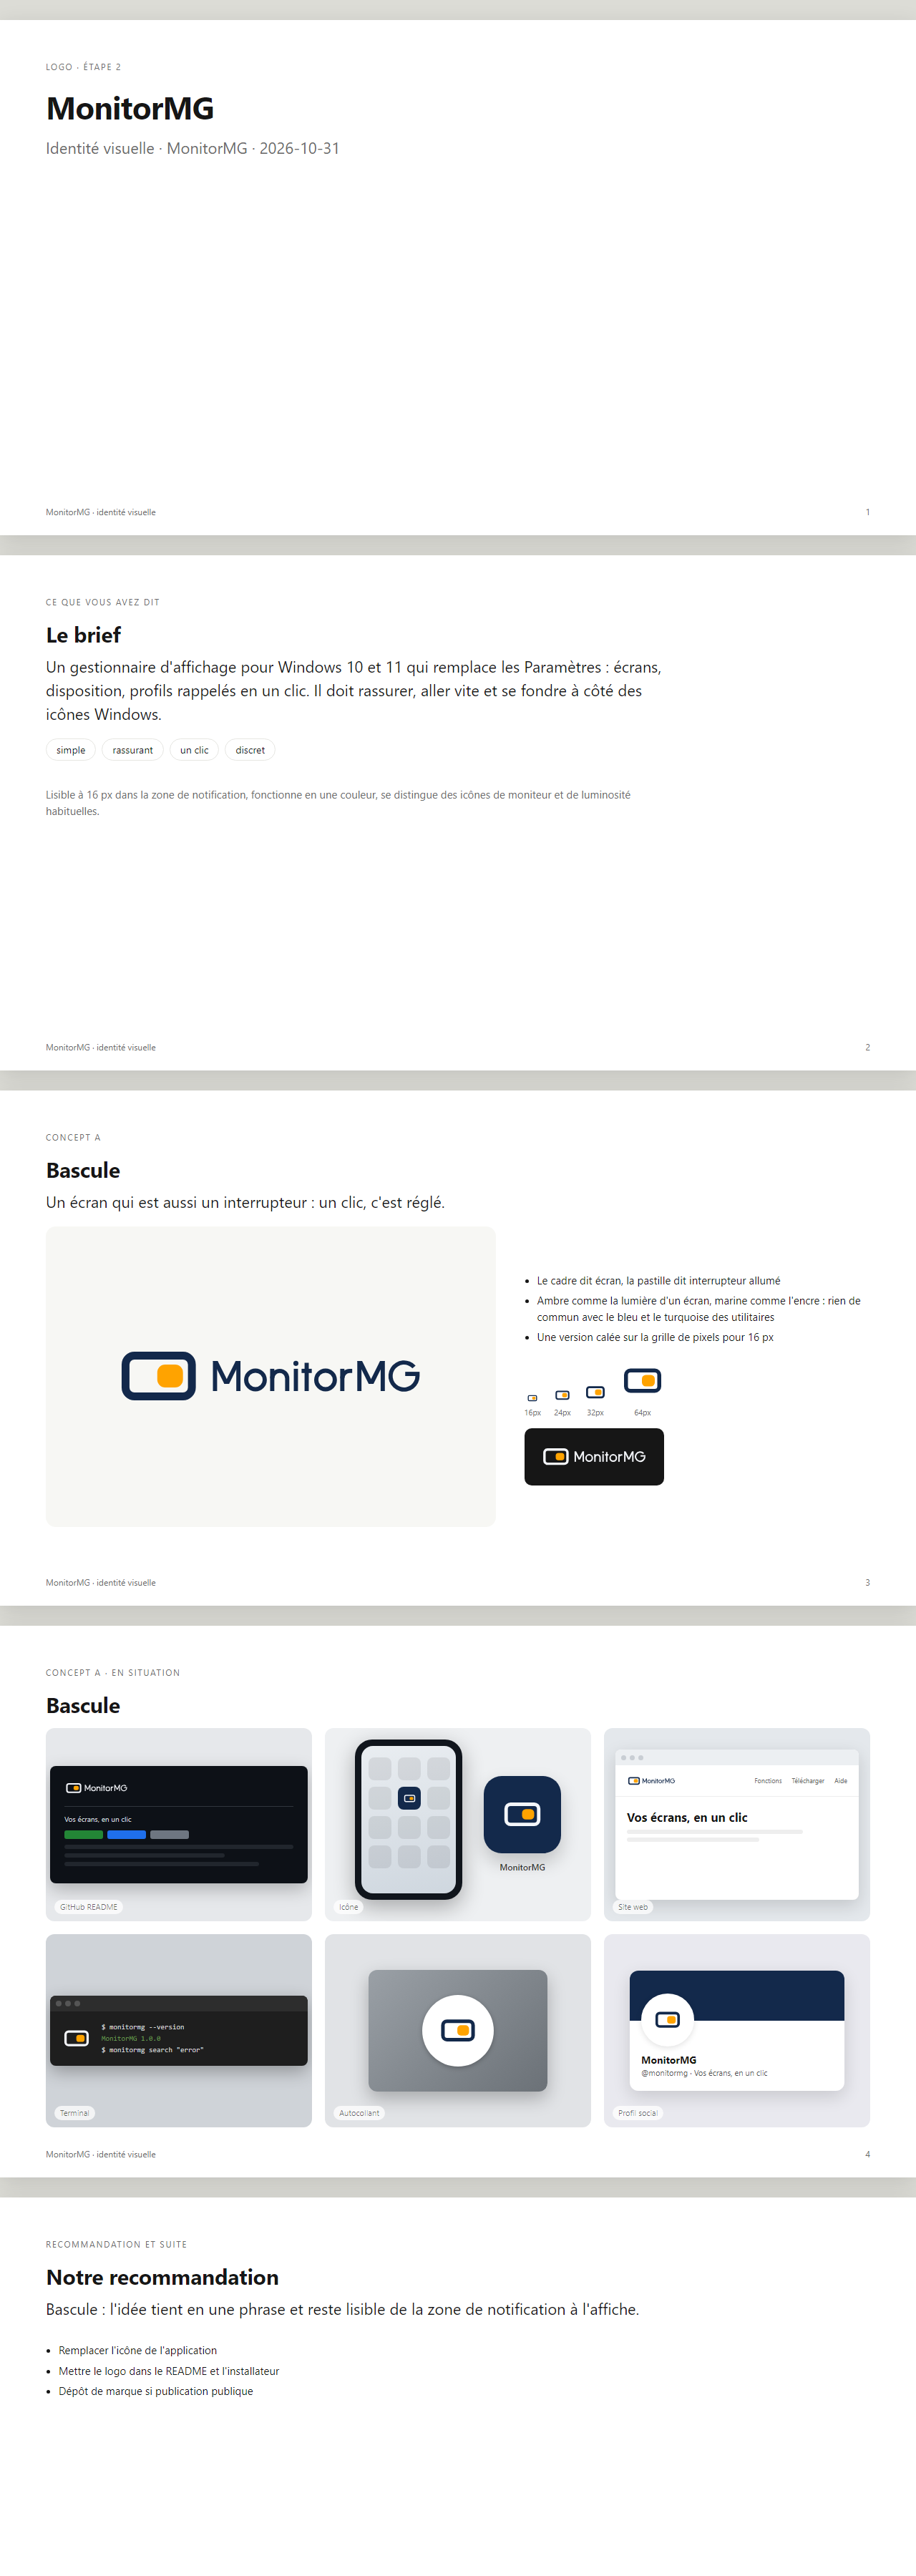 LOGO · ÉTAPE 2
MonitorMG
Identité visuelle · MonitorMG · 2026-10-31
MonitorMG · identité visuelle
1
CE QUE VOUS AVEZ DIT
Le brief
Un gestionnaire d'affichage pour Windows 10 et 11 qui remplace les Paramètres : écrans,
disposition, profils rappelés en un clic. Il doit rassurer, aller vite et se fondre à côté des
icônes Windows.
simple
rassurant
un clic
discret
Lisible à 16 px dans la zone de notification, fonctionne en une couleur, se distingue des icônes de moniteur et de luminosité
habituelles.
MonitorMG · identité visuelle
2
CONCEPT A
Bascule
Un écran qui est aussi un interrupteur : un clic, c'est réglé.
MonitorMG
Le cadre dit écran, la pastille dit interrupteur allumé
Ambre comme la lumière d'un écran, marine comme l'encre : rien de
commun avec le bleu et le turquoise des utilitaires
Une version calée sur la grille de pixels pour 16 px
16px
24px
32px
64px
MonitorMG
MonitorMG · identité visuelle
3
CONCEPT A · EN SITUATION
Bascule
MonitorMG
Vos écrans, en un clic
GitHub README
MonitorMG
Icône
MonitorMG
Fonctions
Télécharger
Aide
Vos écrans, en un clic
Site web
$ monitormg --version
MonitorMG 1.0.0
$ monitormg search "error"
Terminal
Autocollant
MonitorMG
@monitormg · Vos écrans, en un clic
Profil social
MonitorMG · identité visuelle
4
RECOMMANDATION ET SUITE
Notre recommandation
Bascule : l'idée tient en une phrase et reste lisible de la zone de notification à l'affiche.
Remplacer l'icône de l'application
Mettre le logo dans le README et l'installateur
Dépôt de marque si publication publique